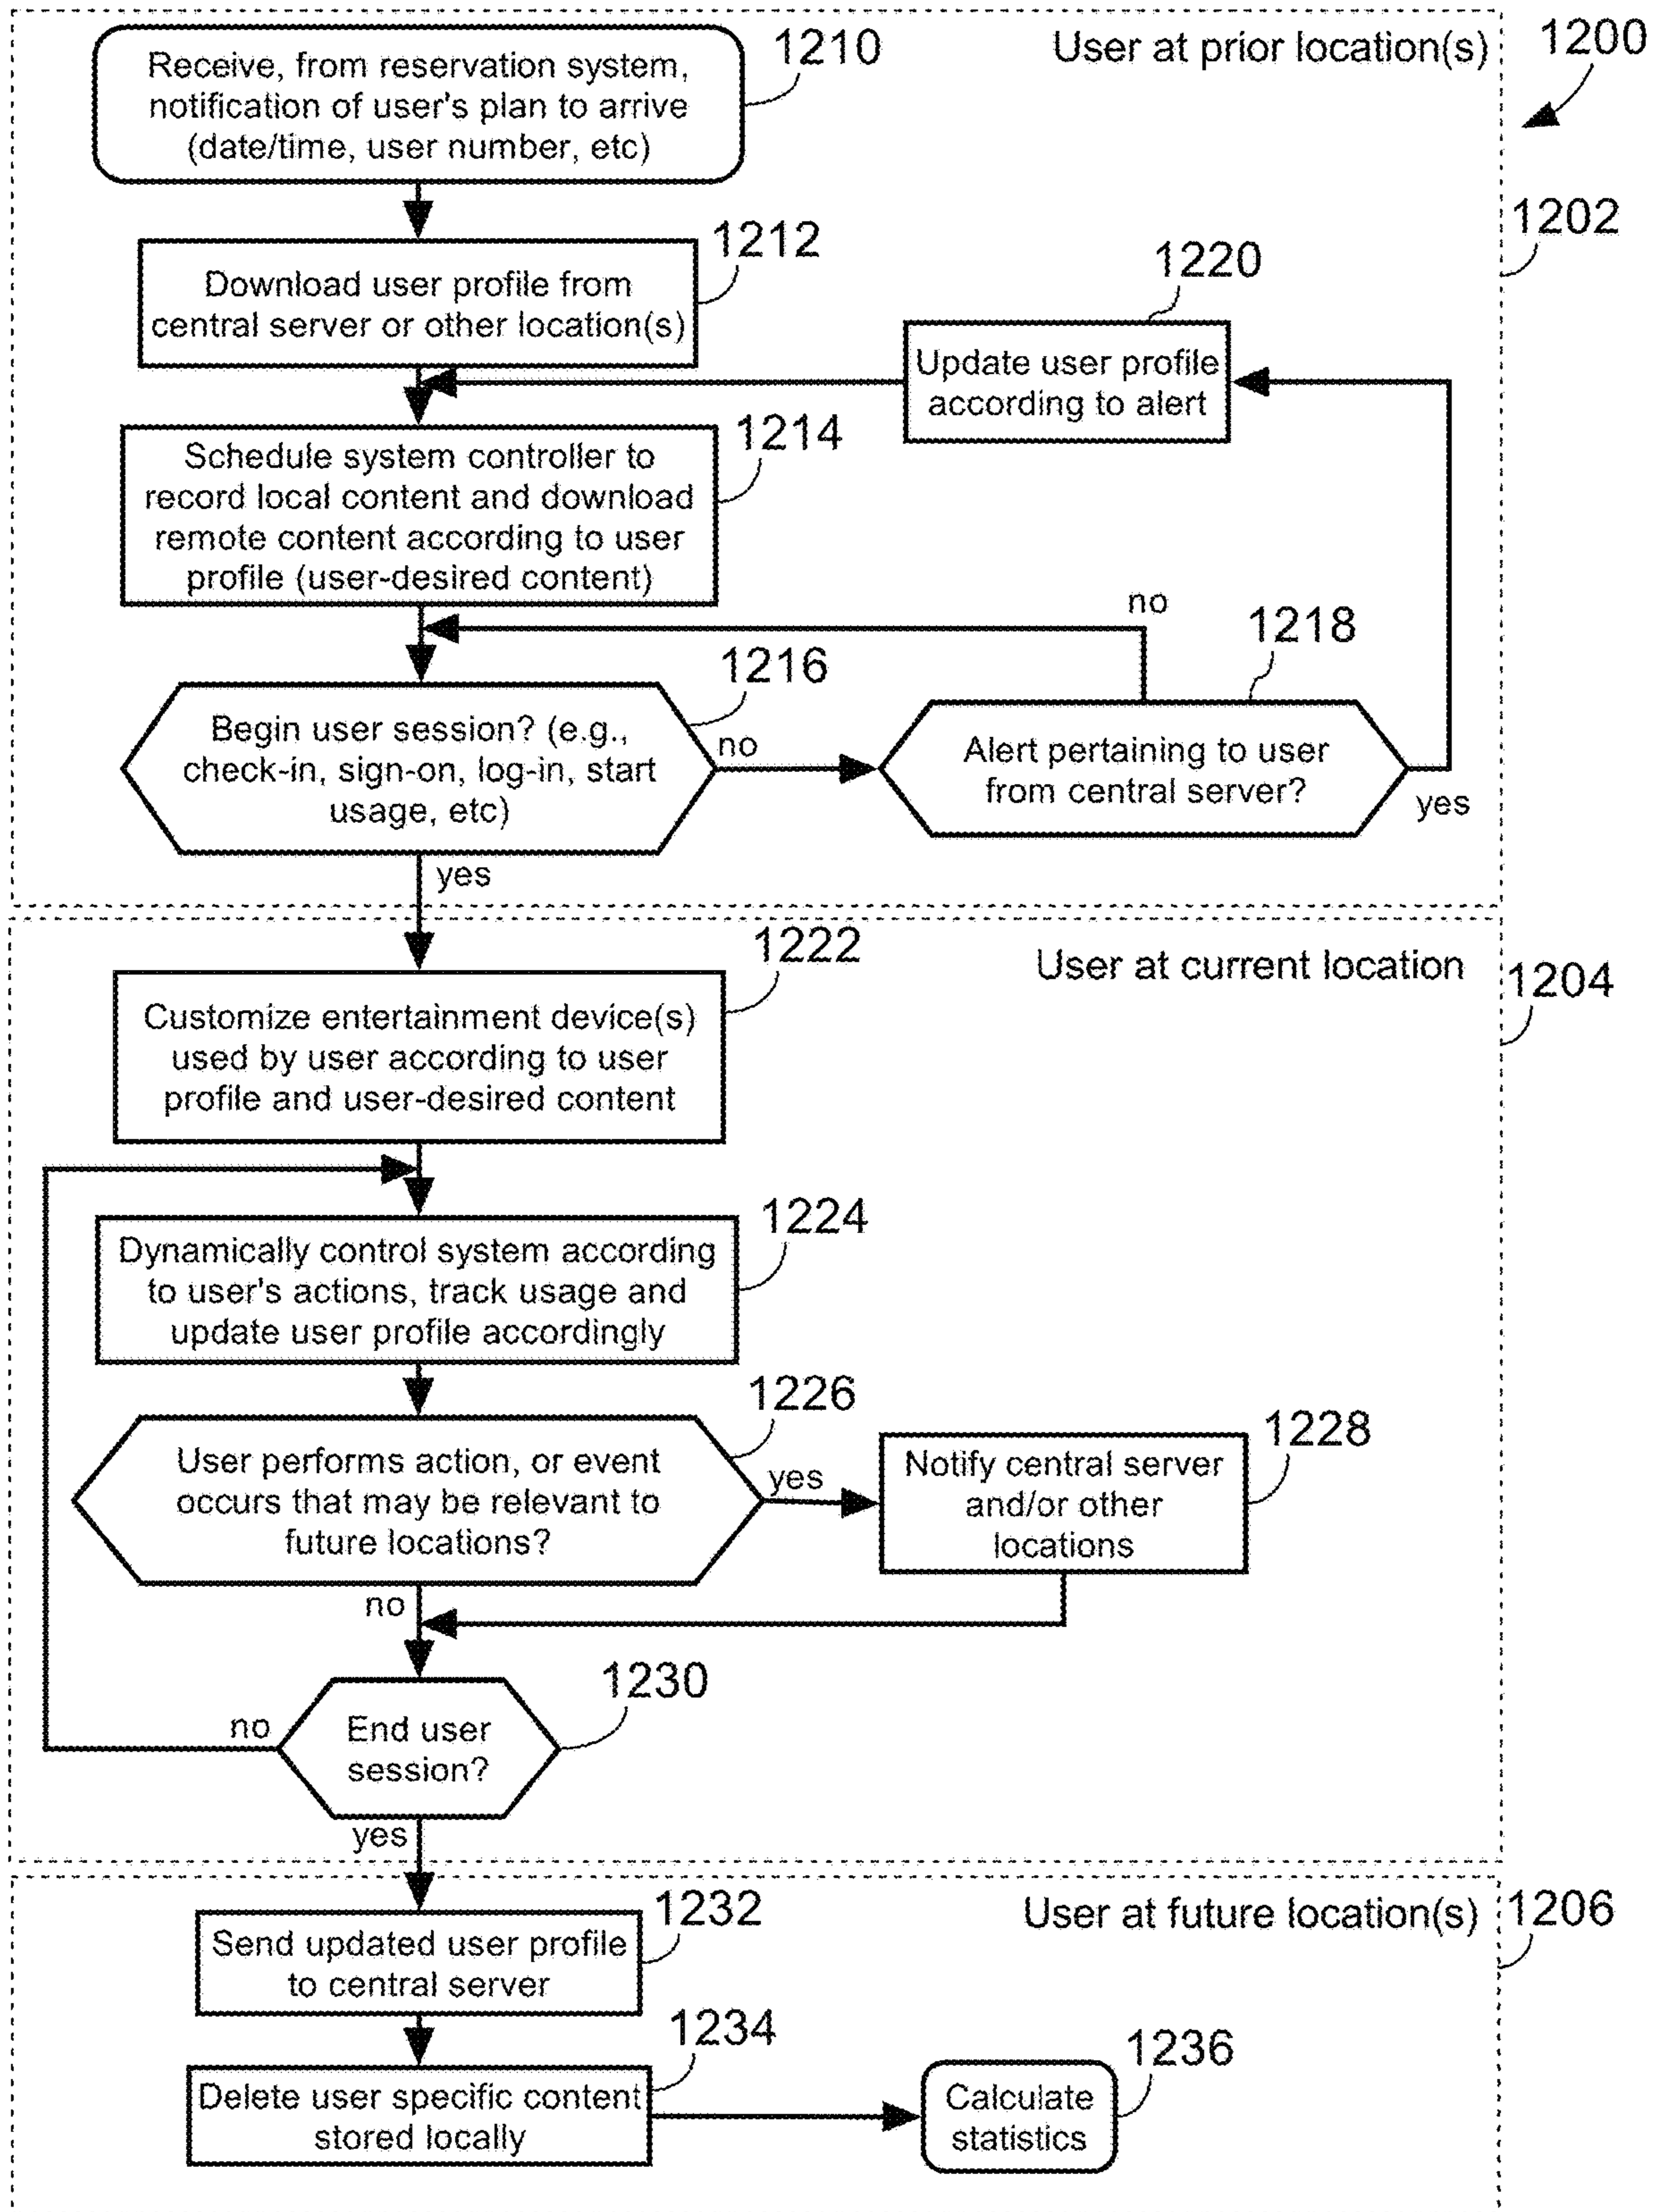 User at prior location(s)
1200
1210
Receive, from reservation system,
notification of user's plan to arrive
(date/time, user number, etc)
1202
1212
Download user profile from
central server or other location(s)
1220
Update user profile
according to alert
1214
Schedule system controller to
record local content and download
remote content according to user
profile (user-desired content)
no
1218
1216
Begin user session? (e.g.,
check-in, sign-on, log-in, start
usage, etc)
no
Alert pertaining to user
from central server?
yes
yes
1222
User at current location
1204
Customize entertainment device(s)
used by user according to user
profile and user-desired content
1224
Dynamically control system according
to user's actions, track usage and
update user profile accordingly
1226
User performs action, or event
occurs that may be relevant to
future locations?
yes
1228
Notify central server
and/or other
locations
no
1230
End user
session?
no
yes
1232
User at future location(s)
1206
Send updated user profile
to central server
1234
Delete user specific content
stored locally
1236
Calculate
statistics